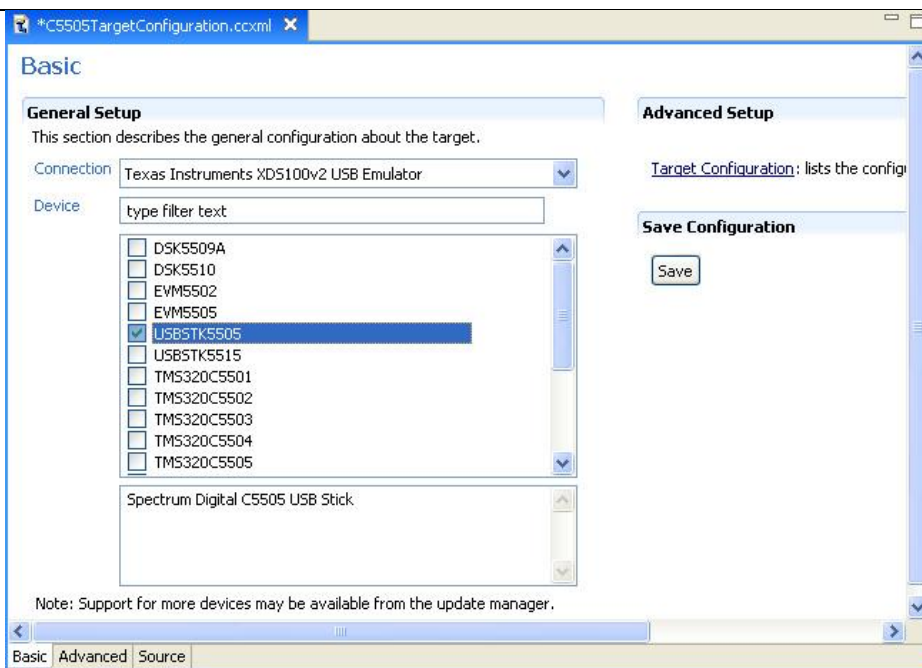 *C5505TargetConfiguration.ccxml
Basic
General Setup
This section describes the general configuration about the target.
Connection
Texas Instruments XDS100v2 USB Emulator
Device
type filter text
DSK5509A
DSK5510
EVM5502
EVM5505
USBSTK5505
USBSTK5515
TMS320C5501
TMS320C5502
TMS320C5503
TMS320C5504
TMS320C5505
Spectrum Digital C5505 USB Stick
Note: Support for more devices may be available from the update manager.
Advanced Setup
Target Configuration: lists the config
Save Configuration
Save
Basic Advanced Source